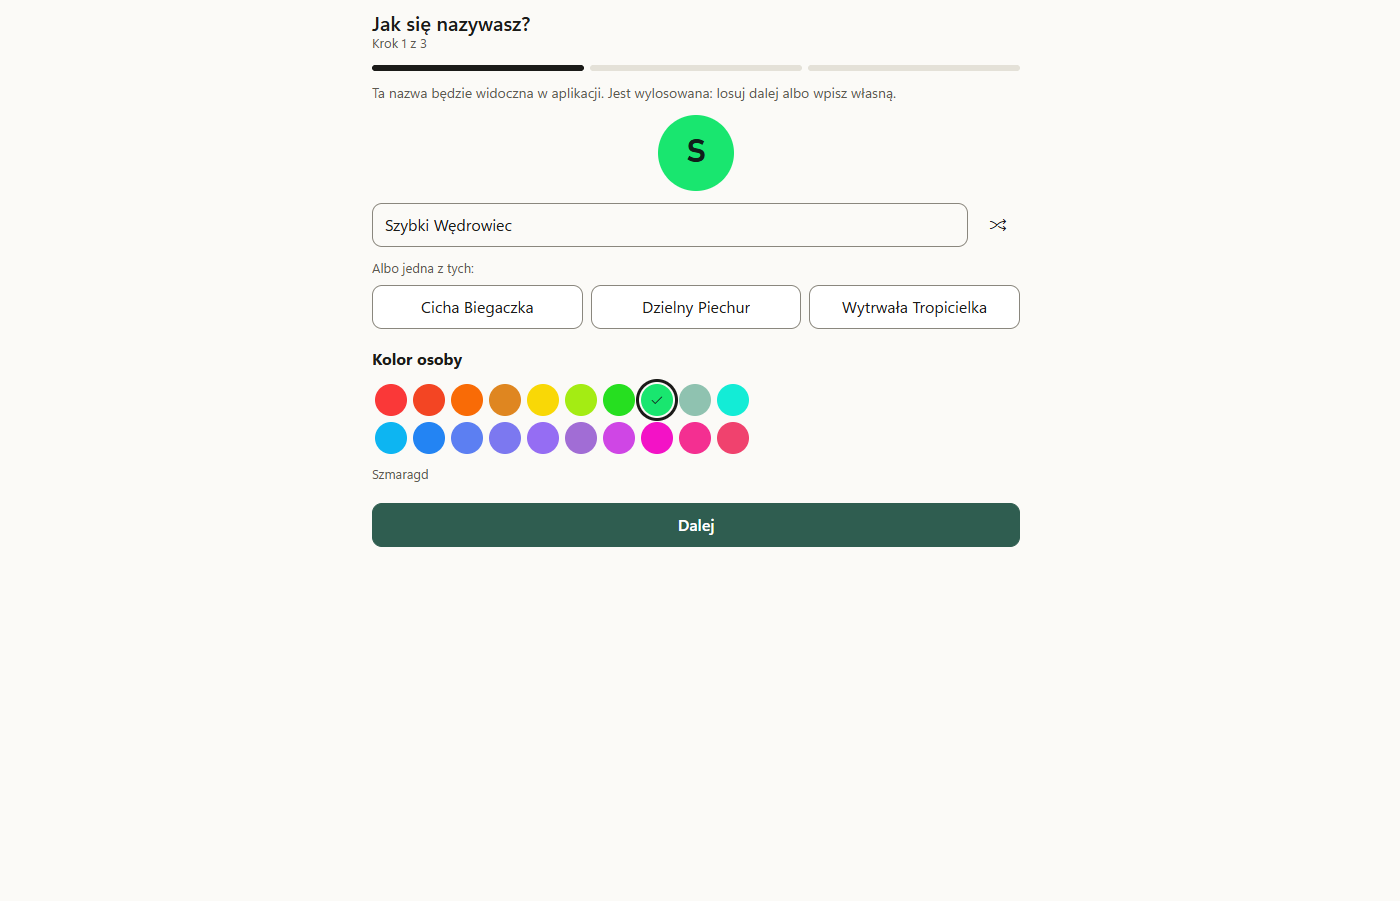 Jak się nazywasz?
Krok 1 z 3
Ta nazwa będzie widoczna w aplikacji. Jest wylosowana: losuj dalej albo wpisz własną.
S
Szybki Wędrowiec
Albo jedna z tych:
Cicha Biegaczka
Dzielny Piechur
Wytrwała Tropicielka
Kolor osoby
Szmaragd
Dalej